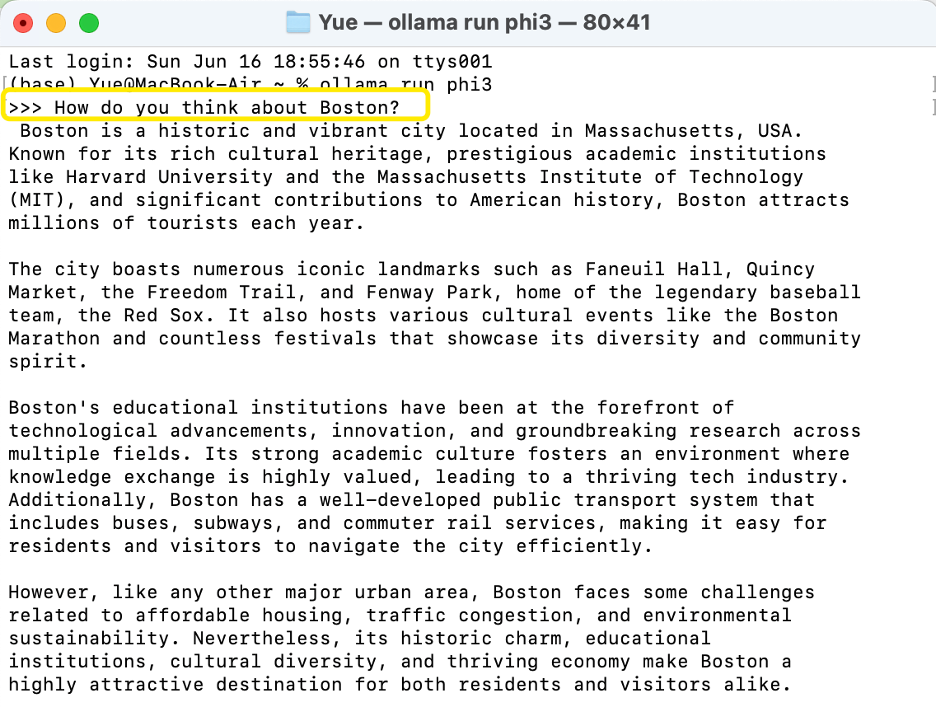 Yue — ollama run phi3 — 80×41
Last login: Sun Jun 16 18:55:46 on ttys001
[(base) Yue@MacBook-Air ~ % ollama run phi3 ]
>>> How do you think about Boston? ]
Boston is a historic and vibrant city located in Massachusetts, USA.
Known for its rich cultural heritage, prestigious academic institutions
like Harvard University and the Massachusetts Institute of Technology
(MIT), and significant contributions to American history, Boston attracts
millions of tourists each year.
The city boasts numerous iconic landmarks such as Faneuil Hall, Quincy
Market, the Freedom Trail, and Fenway Park, home of the legendary baseball
team, the Red Sox. It also hosts various cultural events like the Boston
Marathon and countless festivals that showcase its diversity and community
spirit.
Boston's educational institutions have been at the forefront of
technological advancements, innovation, and groundbreaking research across
multiple fields. Its strong academic culture fosters an environment where
knowledge exchange is highly valued, leading to a thriving tech industry.
Additionally, Boston has a well-developed public transport system that
includes buses, subways, and commuter rail services, making it easy for
residents and visitors to navigate the city efficiently.
However, like any other major urban area, Boston faces some challenges
related to affordable housing, traffic congestion, and environmental
sustainability. Nevertheless, its historic charm, educational
institutions, cultural diversity, and thriving economy make Boston a
highly attractive destination for both residents and visitors alike.